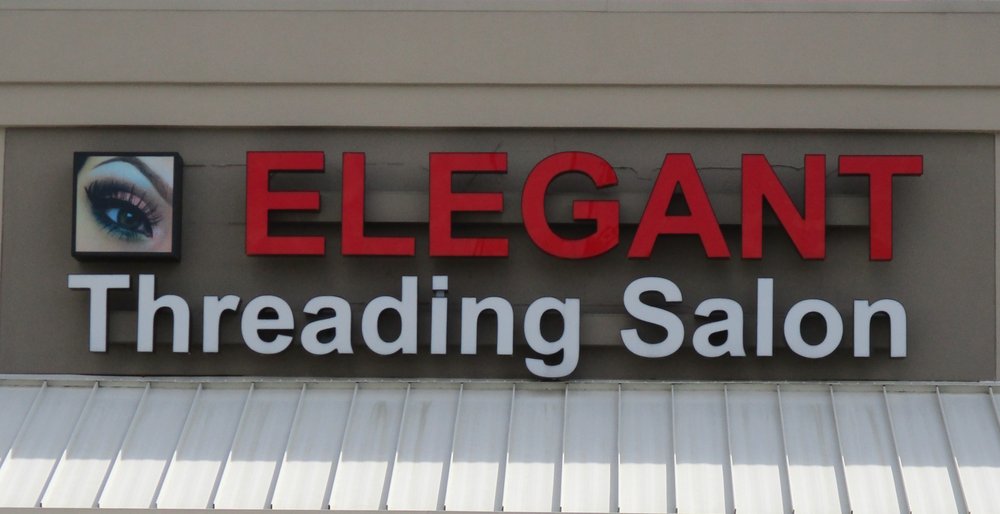 ELEGANT
Threading Salon